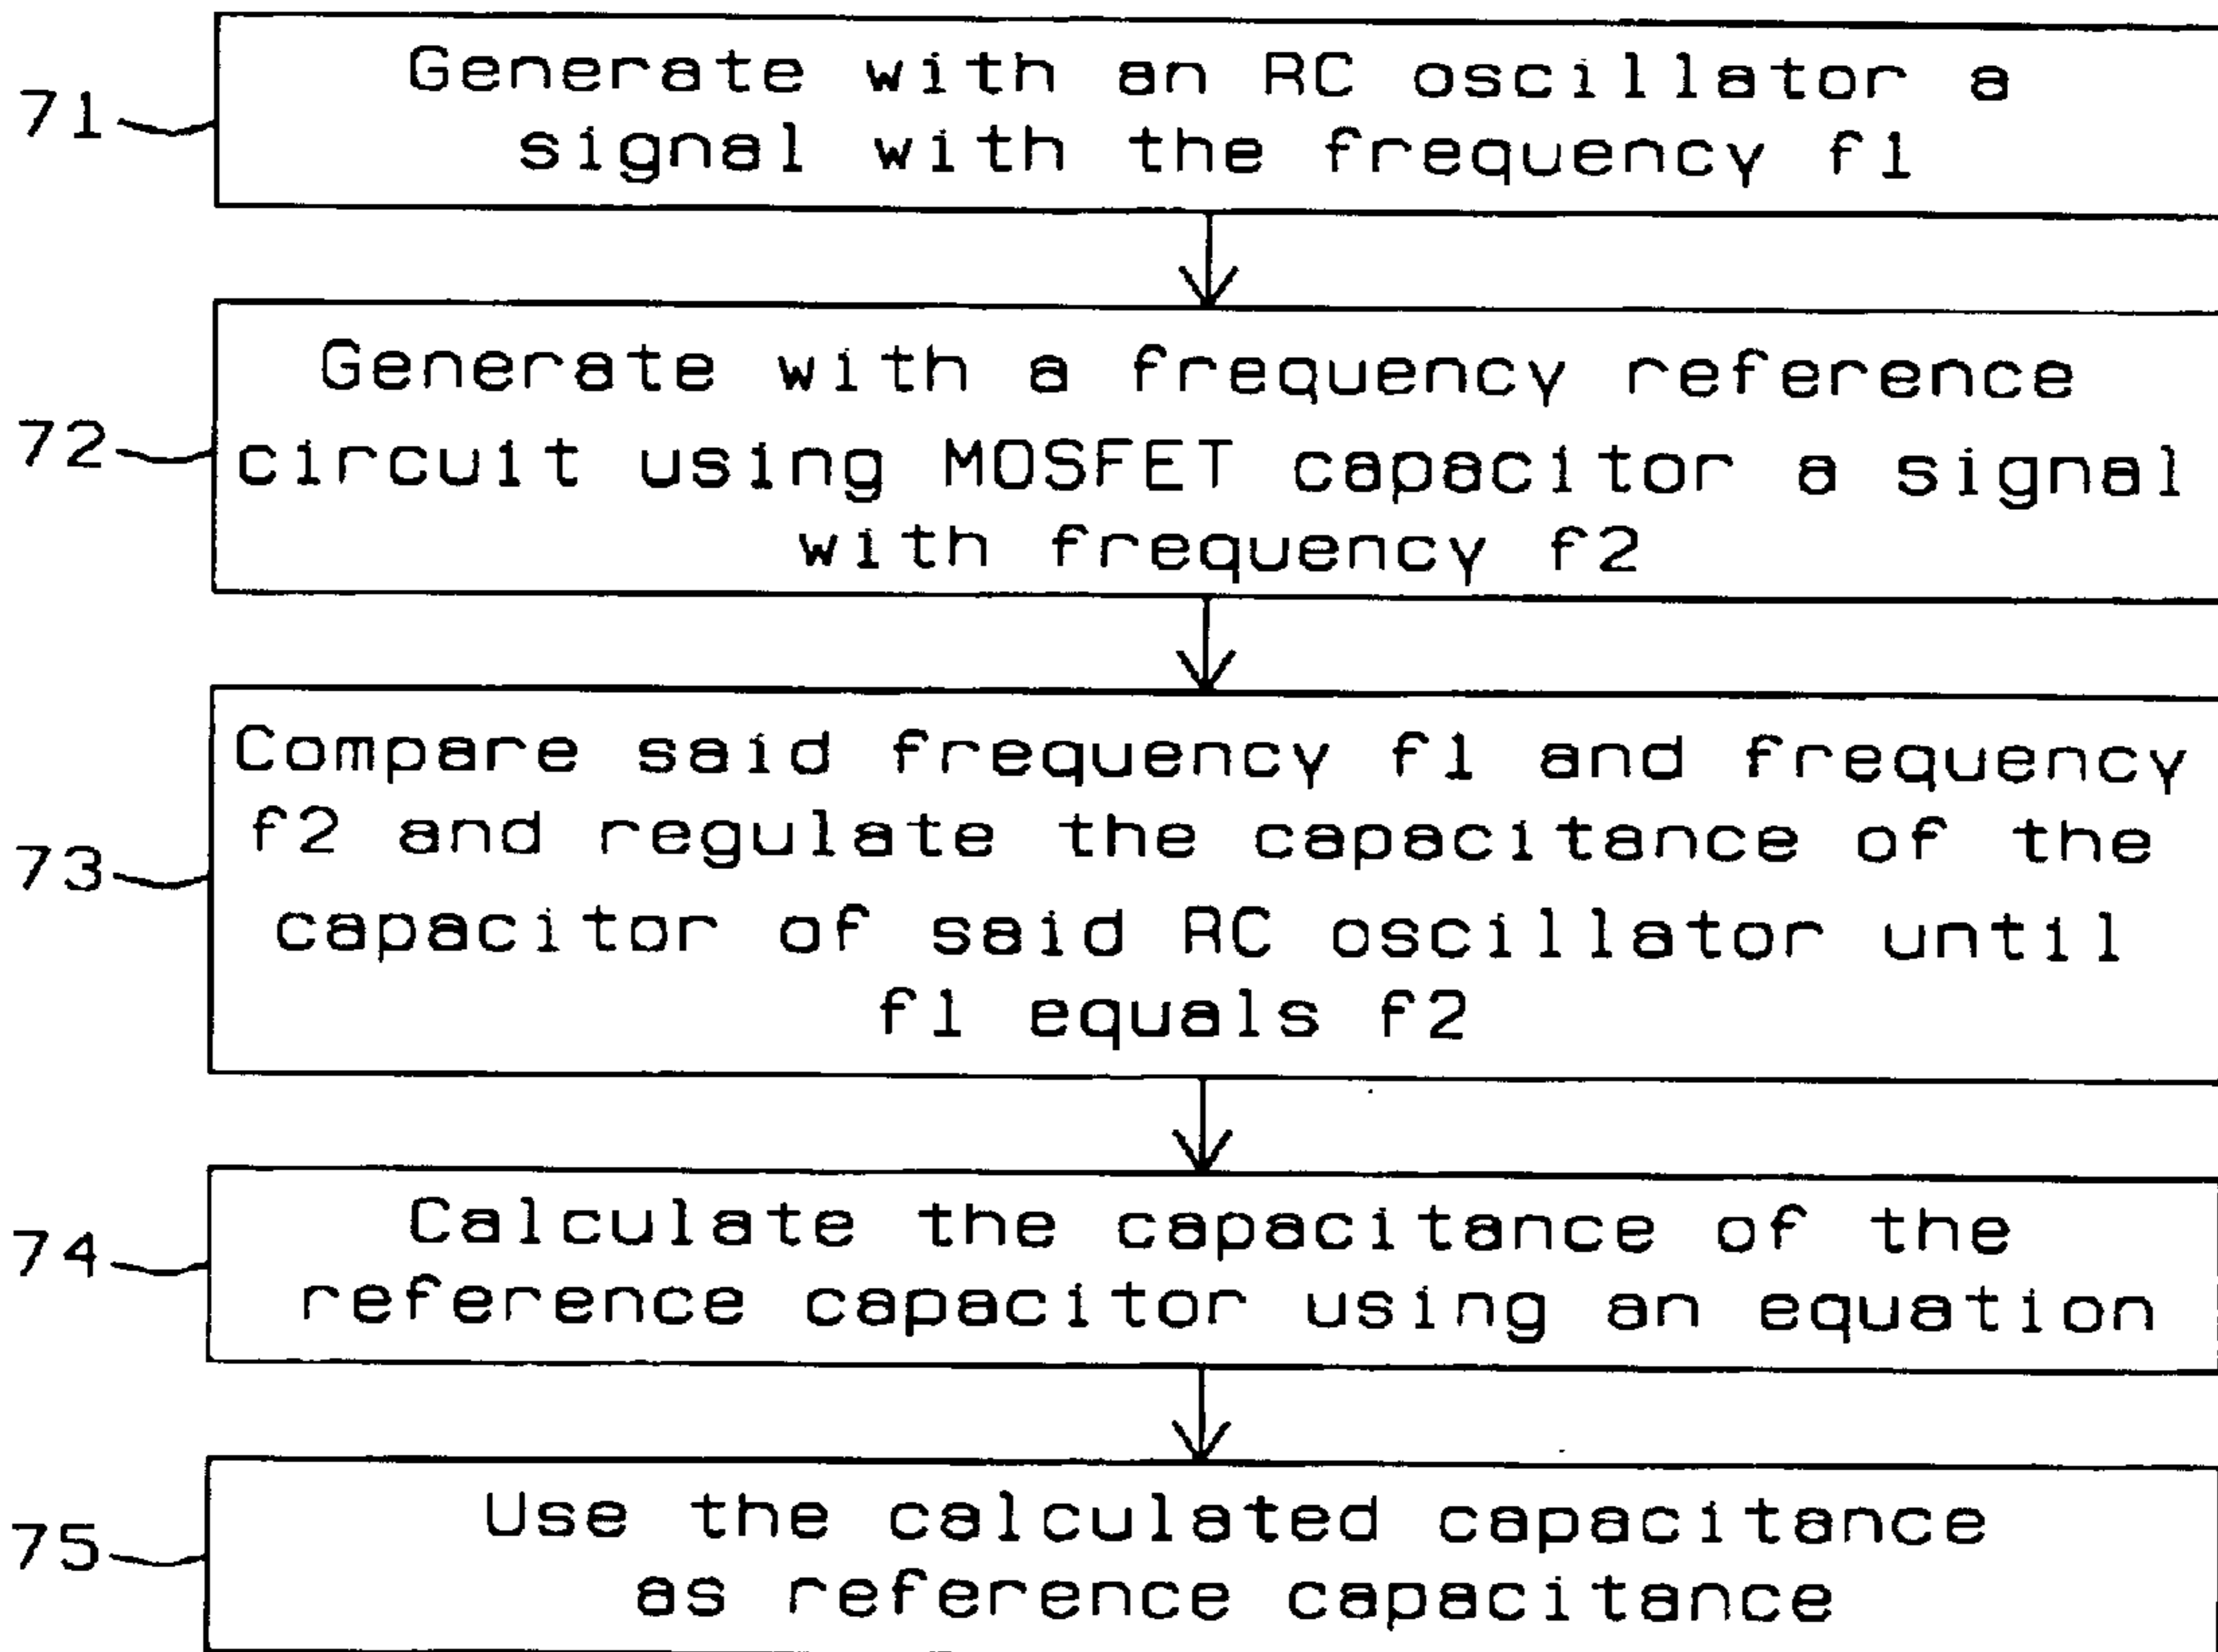 71
Generate with an RC oscillator a
signal with the frequency f1
72
Generate with a frequency reference
circuit using MOSFET capacitor a signal
with frequency f2
73
Compare said frequency f1 and frequency
f2 and regulate the capacitance of the
capacitor of said RC oscillator until
f1 equals f2
74
Calculate the capacitance of the
reference capacitor using an equation
75
Use the calculated capacitance
as reference capacitance